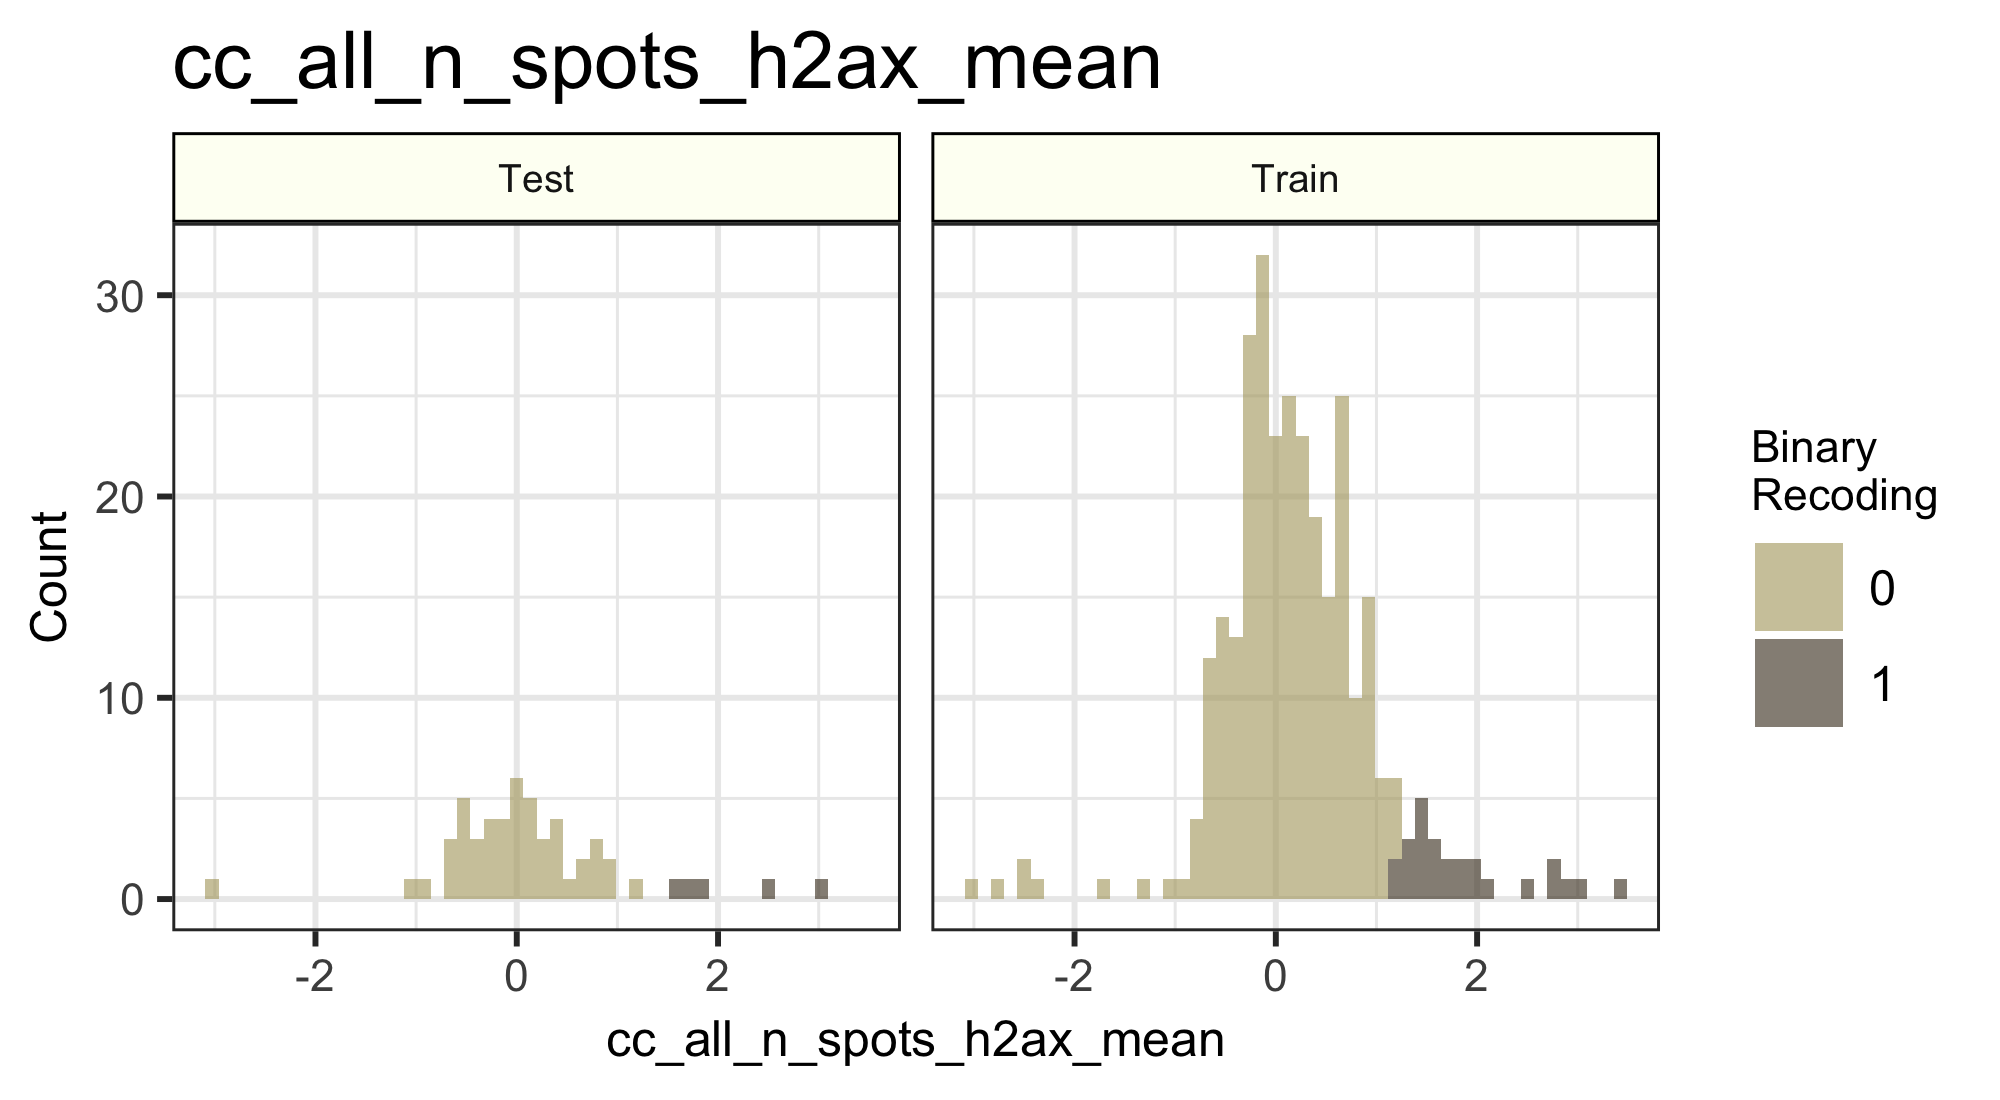 cc_all_n_spots_h2ax_mean
Test
Train
30
20
10
0
Count
-2
0
2
-2
0
2
cc_all_n_spots_h2ax_mean
Binary
Recoding
0
1